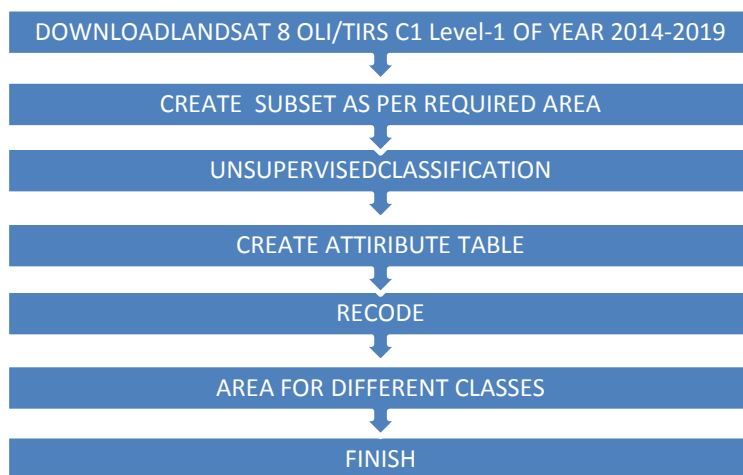 DOWNLOADLANDSAT 8 OLI/TIRS C1 Level-1 OF YEAR 2014-2019
CREATE SUBSET AS PER REQUIRED AREA
UNSUPERVISEDCLASSIFICATION
CREATE ATTIRIBUTE TABLE
RECODE
AREA FOR DIFFERENT CLASSES
FINISH